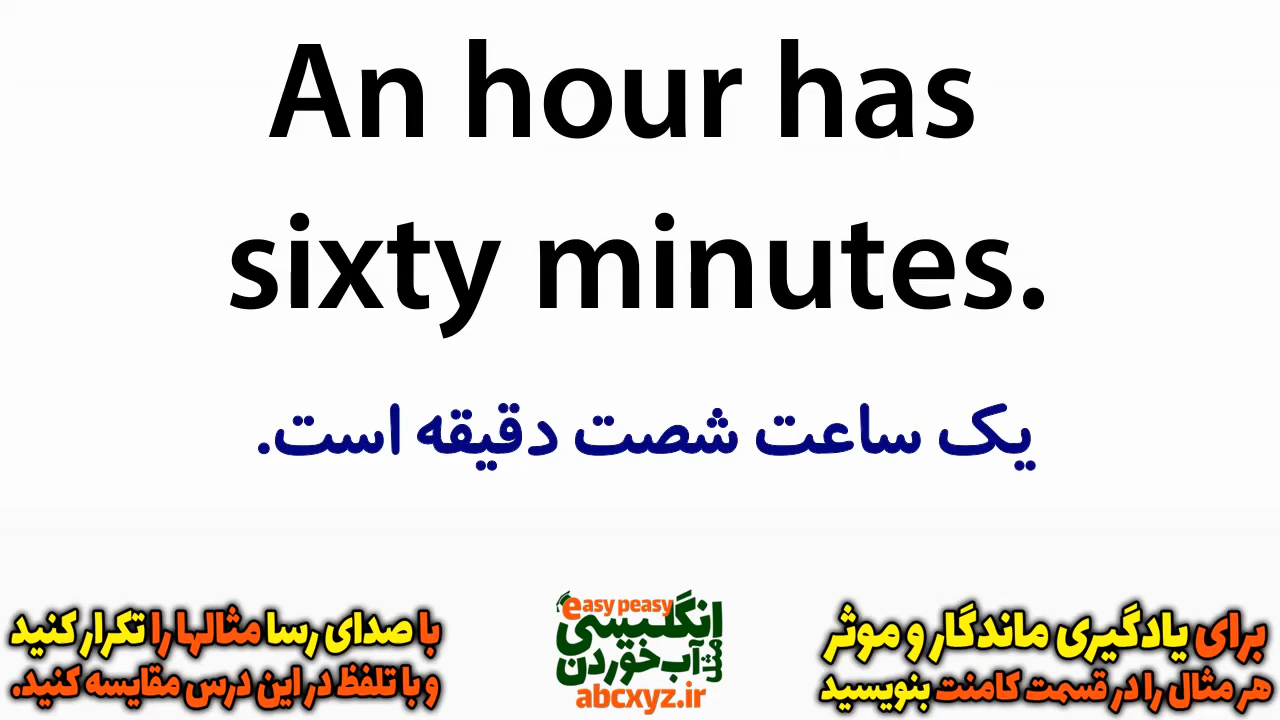 An hour has
sixty minutes.
یک ساعت شصت دقیقه است.
برای یادگیری ماندگار و موثر
هر مثال را در قسمت کامنت بنویسید
easy peasy
انگلیسی
مثل آب خوردن
abcxyz.ir
با صدای رسا مثالها را تکرار کنید
و با تلفظ در این درس مقایسه کنید.